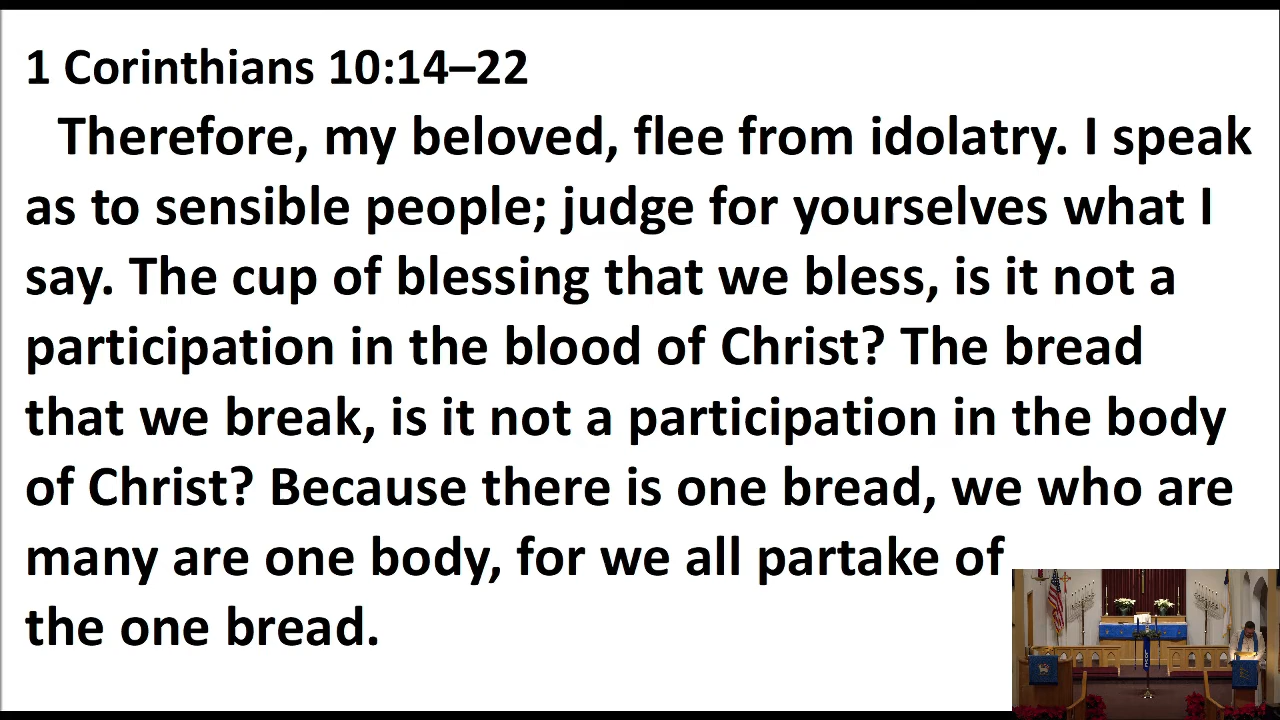 1 Corinthians 10:14–22
Therefore, my beloved, flee from idolatry. I speak
as to sensible people; judge for yourselves what I
say. The cup of blessing that we bless, is it not a
participation in the blood of Christ? The bread
that we break, is it not a participation in the body
of Christ? Because there is one bread, we who are
many are one body, for we all partake of
the one bread.